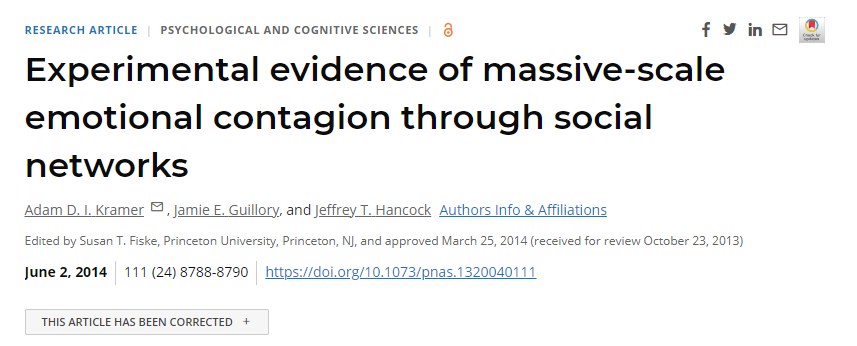 RESEARCH ARTICLE | PSYCHOLOGICAL AND COGNITIVE SCIENCES |
Experimental evidence of massive-scale
emotional contagion through social
networks
Adam D. I. Kramer , Jamie E. Guillory, and Jeffrey T. Hancock Authors Info & Affiliations
Edited by Susan T. Fiske, Princeton University, Princeton, NJ, and approved March 25, 2014 (received for review October 23, 2013)
June 2, 2014 | 111 (24) 8788-8790 | https://doi.org/10.1073/pnas.1320040111
THIS ARTICLE HAS BEEN CORRECTED +